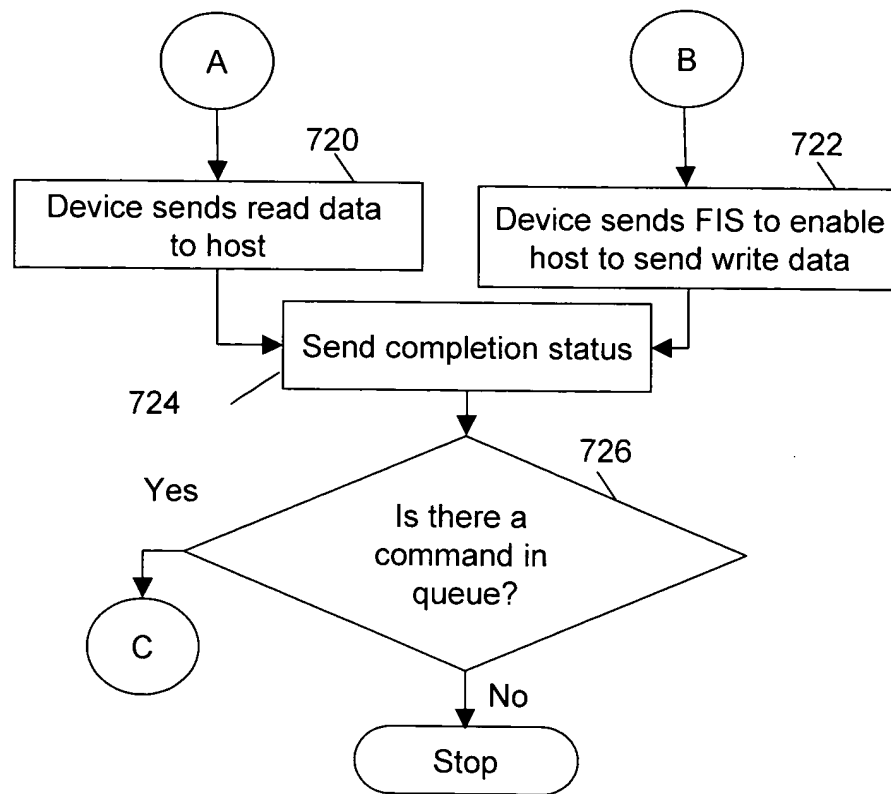 A
B
720
722
Device sends read data
to host
Device sends FIS to enable
host to send write data
Send completion status
724
726
Yes
Is there a
command in
queue?
C
No
Stop